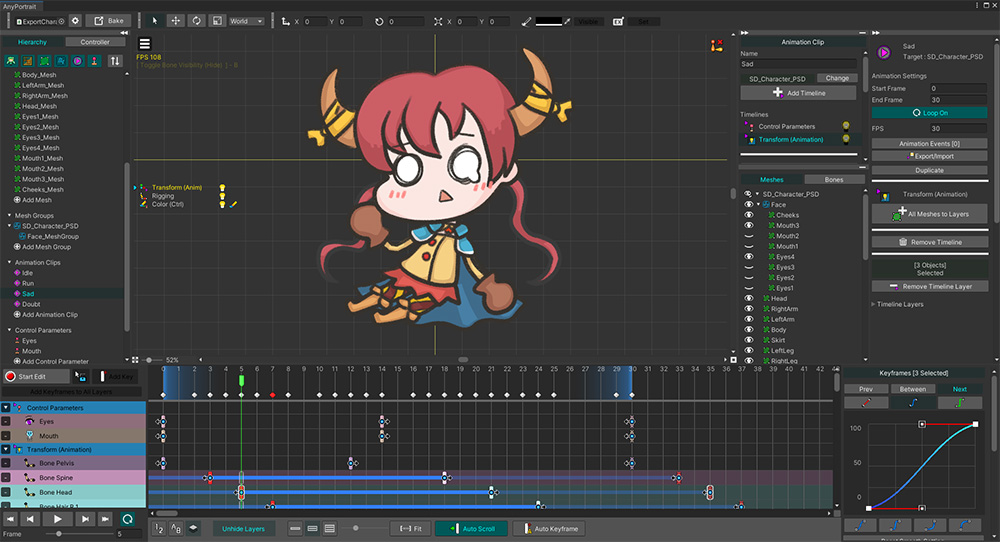 AnyPortrait
ExportChara
Bake
World
X 0 Y 0
0
X 0 Y 0
Visible
EX Set
Hierarchy
Controller
Body_Mesh
LeftArm_Mesh
RightArm_Mesh
Head_Mesh
Eyes1_Mesh
Eyes2_Mesh
Eyes3_Mesh
Eyes4_Mesh
Mouth1_Mesh
Mouth2_Mesh
Mouth3_Mesh
Cheeks_Mesh
Add Mesh
Mesh Groups
SD_Character_PSD
Face_MeshGroup
Add Mesh Group
Animation Clips
Idle
Run
Sad
Doubt
Add Animation Clip
Control Parameters
Eyes
Mouth
Add Control Parameter
FPS 108
[ Toggle Bone Visibility (Hide) ] - B
Transform (Anim)
Rigging
Color (Ctrl)
52%
Animation Clip
Name
Sad
SD_Character_PSD
Change
Add Timeline
Timelines
Control Parameters
Transform (Animation)
Meshes
Bones
SD_Character_PSD
Face
Cheeks
Mouth3
Mouth2
Mouth1
Eyes4
Eyes3
Eyes2
Eyes1
Head
RightArm
LeftArm
Body
Skirt
LeftLeg
RightLeg
Sad
Target : SD_Character_PSD
Animation Settings
Start Frame 0
End Frame 30
Loop On
FPS 30
Animation Events [0]
Export/Import
Duplicate
Transform (Animation)
All Meshes to Layers
Remove Timeline
[3 Objects]
Selected
Remove Timeline Layer
Timeline Layers
Start Edit
Add Key
Add Keyframes to All Layers
0 1 2 3 4 5 6 7 8 9 10 11 12 13 14 15 16 17 18 19 20 21 22 23 24 25 26 27 28 29 30 31 32 33 34 35 36 37 38 39 40 41 42 43 44
Control Parameters
Eyes
Mouth
Transform (Animation)
Bone Pelvis
Bone Spine
Bone Head
Bone Hair R 1
Frame 5
Unhide Layers
Fit
Auto Scroll
Auto Keyframe
Keyframes [3 Selected]
Prev
Between
Next
100
50
0
Reset Smooth Setting